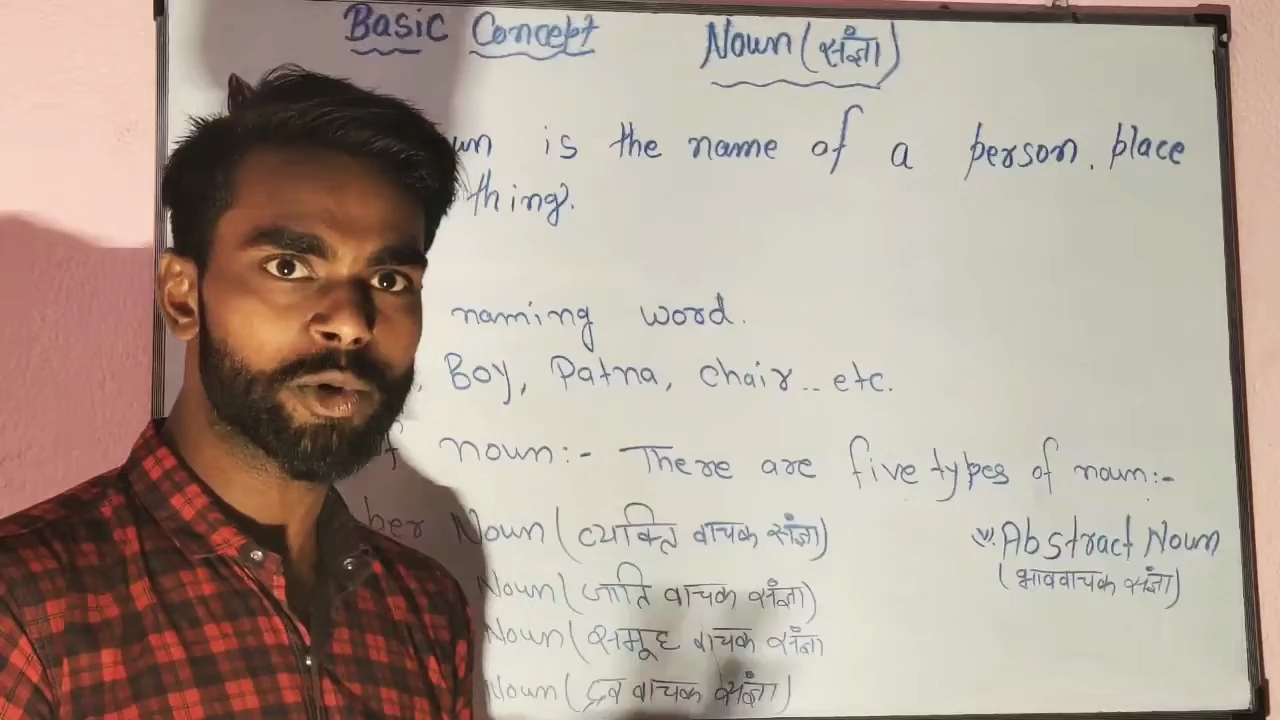 Basic Concept Noun (संज्ञा)
is the name of a person. place
thing.
naming word.
Boy, Patna, chair.. etc.
noun:- There are five types of noun:-
Noun (व्यक्ति वाचक संज्ञा)
Noun (जाति वाचक संज्ञा)
Noun (समूह वाचक संज्ञा
Noun (द्रव वाचक संज्ञा)
Abstract Noun
(भाववाचक संज्ञा)